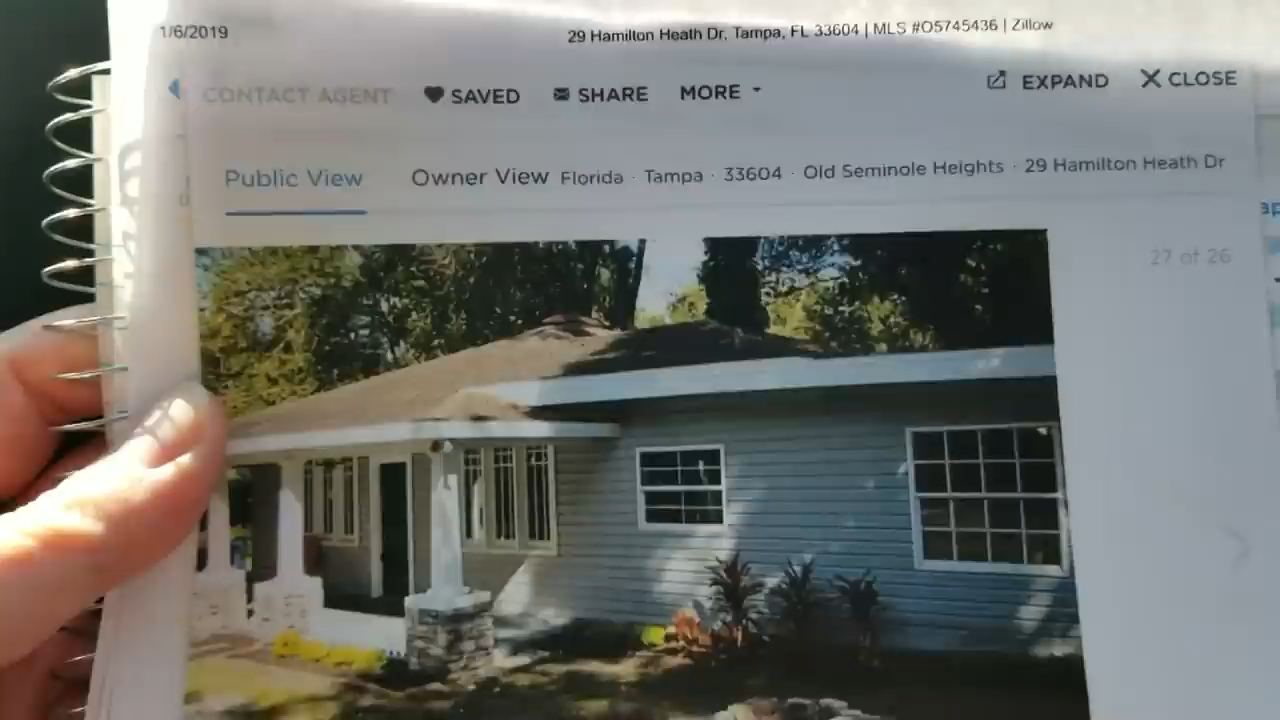 1/6/2019
29 Hamilton Heath Dr, Tampa, FL 33604 | MLS #O5745436 | Zillow
CONTACT AGENT SAVED SHARE MORE EXPAND CLOSE
Public View Owner View Florida · Tampa · 33604 · Old Seminole Heights · 29 Hamilton Heath Dr
27 of 26